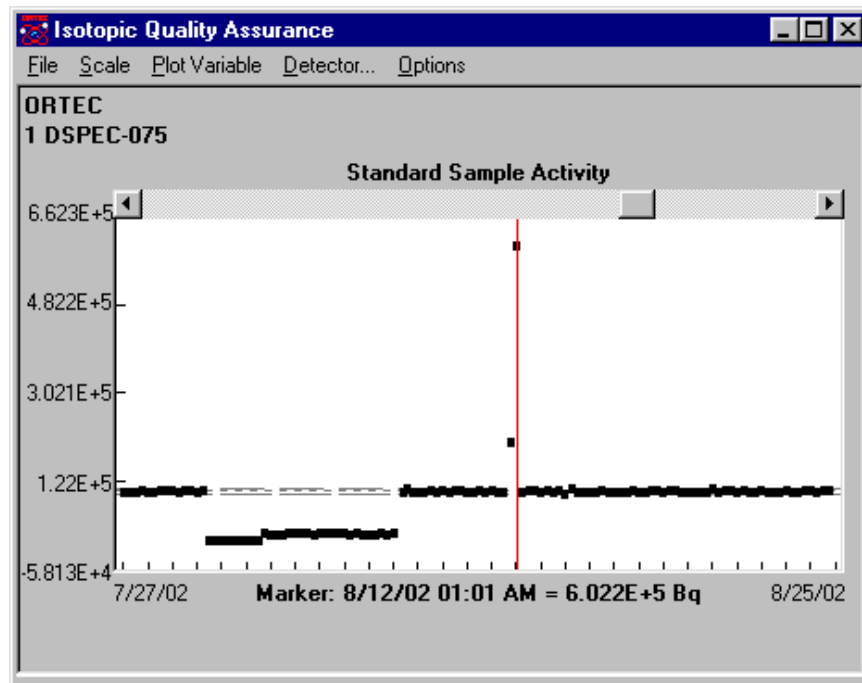 ORTEC
Isotopic Quality Assurance
File Scale Plot Variable Detector... Options
ORTEC
1 DSPEC-075
Standard Sample Activity
6.623E+5
4.822E+5
3.021E+5
1.22E+5
-5.813E+4
7/27/02 Marker: 8/12/02 01:01 AM = 6.022E+5 Bq 8/25/02